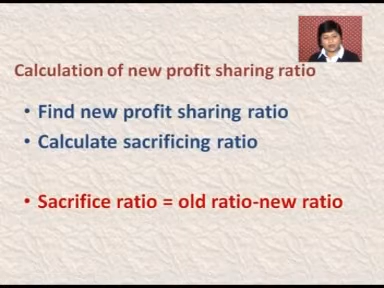 Calculation of new profit sharing ratio
• Find new profit sharing ratio
• Calculate sacrificing ratio
• Sacrifice ratio = old ratio-new ratio